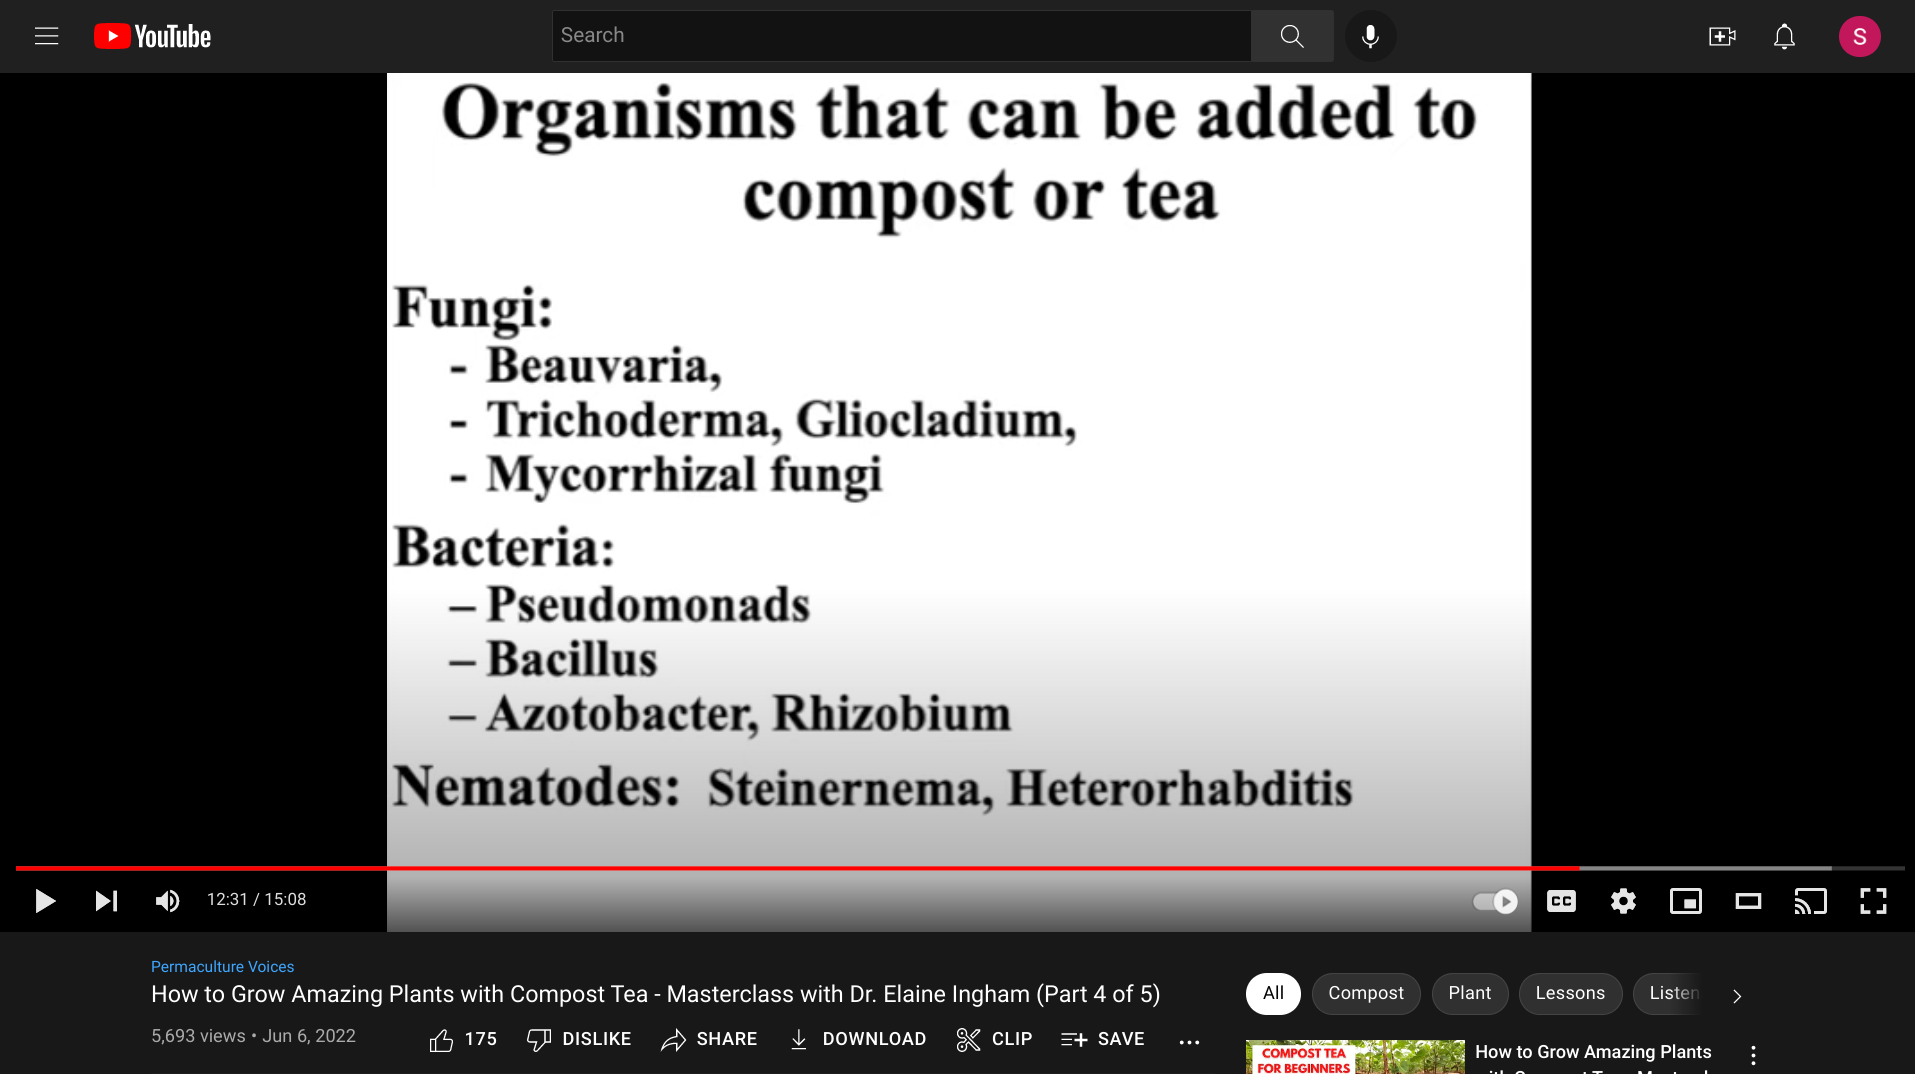 YouTube
Search
S
Organisms that can be added to
compost or tea
Fungi:
- Beauvaria,
- Trichoderma, Gliocladium,
- Mycorrhizal fungi
Bacteria:
– Pseudomonads
– Bacillus
– Azotobacter, Rhizobium
Nematodes: Steinernema, Heterorhabditis
12:31 / 15:08
CC
Permaculture Voices
How to Grow Amazing Plants with Compost Tea - Masterclass with Dr. Elaine Ingham (Part 4 of 5)
5,693 views • Jun 6, 2022
175 DISLIKE SHARE DOWNLOAD CLIP SAVE
All Compost Plant Lessons Listen
COMPOST TEA
FOR BEGINNERS
How to Grow Amazing Plants